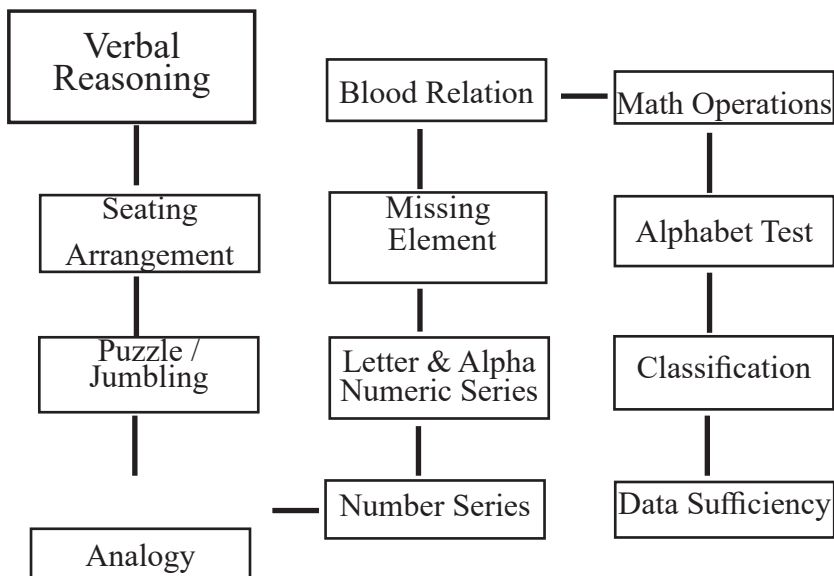 Verbal
Reasoning
Seating
Arrangement
Puzzle /
Jumbling
Analogy
Number Series
Letter & Alpha
Numeric Series
Missing
Element
Blood Relation
Math Operations
Alphabet Test
Classification
Data Sufficiency